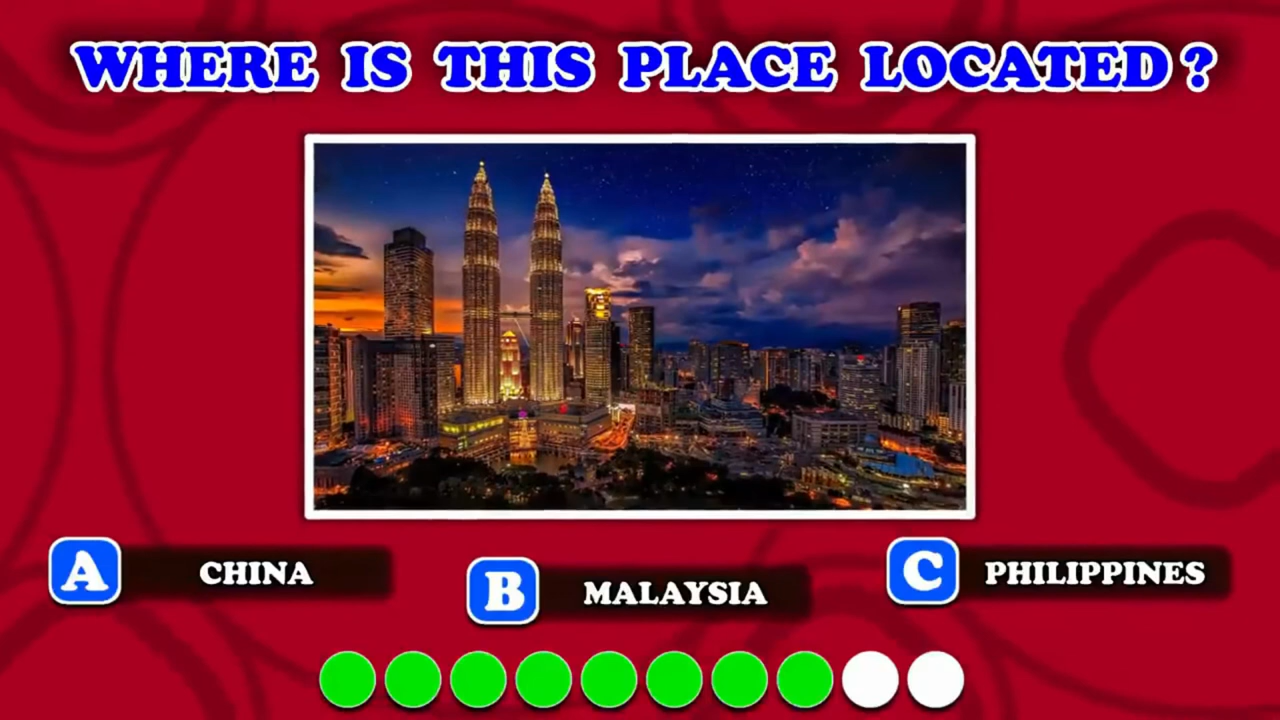 WHERE IS THIS PLACE LOCATED?
A CHINA
B MALAYSIA
C PHILIPPINES